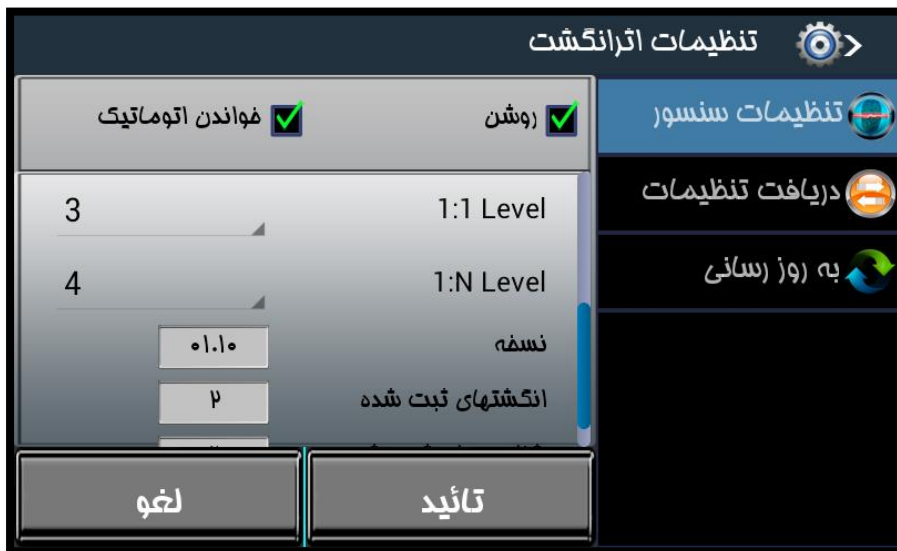 تنظیمات اثرانگشت
تنظیمات سنسور
دریافت تنظیمات
به روز رسانی
روشن
خواندن اتوماتیک
1:1 Level
3
1:N Level
4
نسخه
۰۱.۱۰
انگشتهای ثبت شده
۲
تائید
لغو